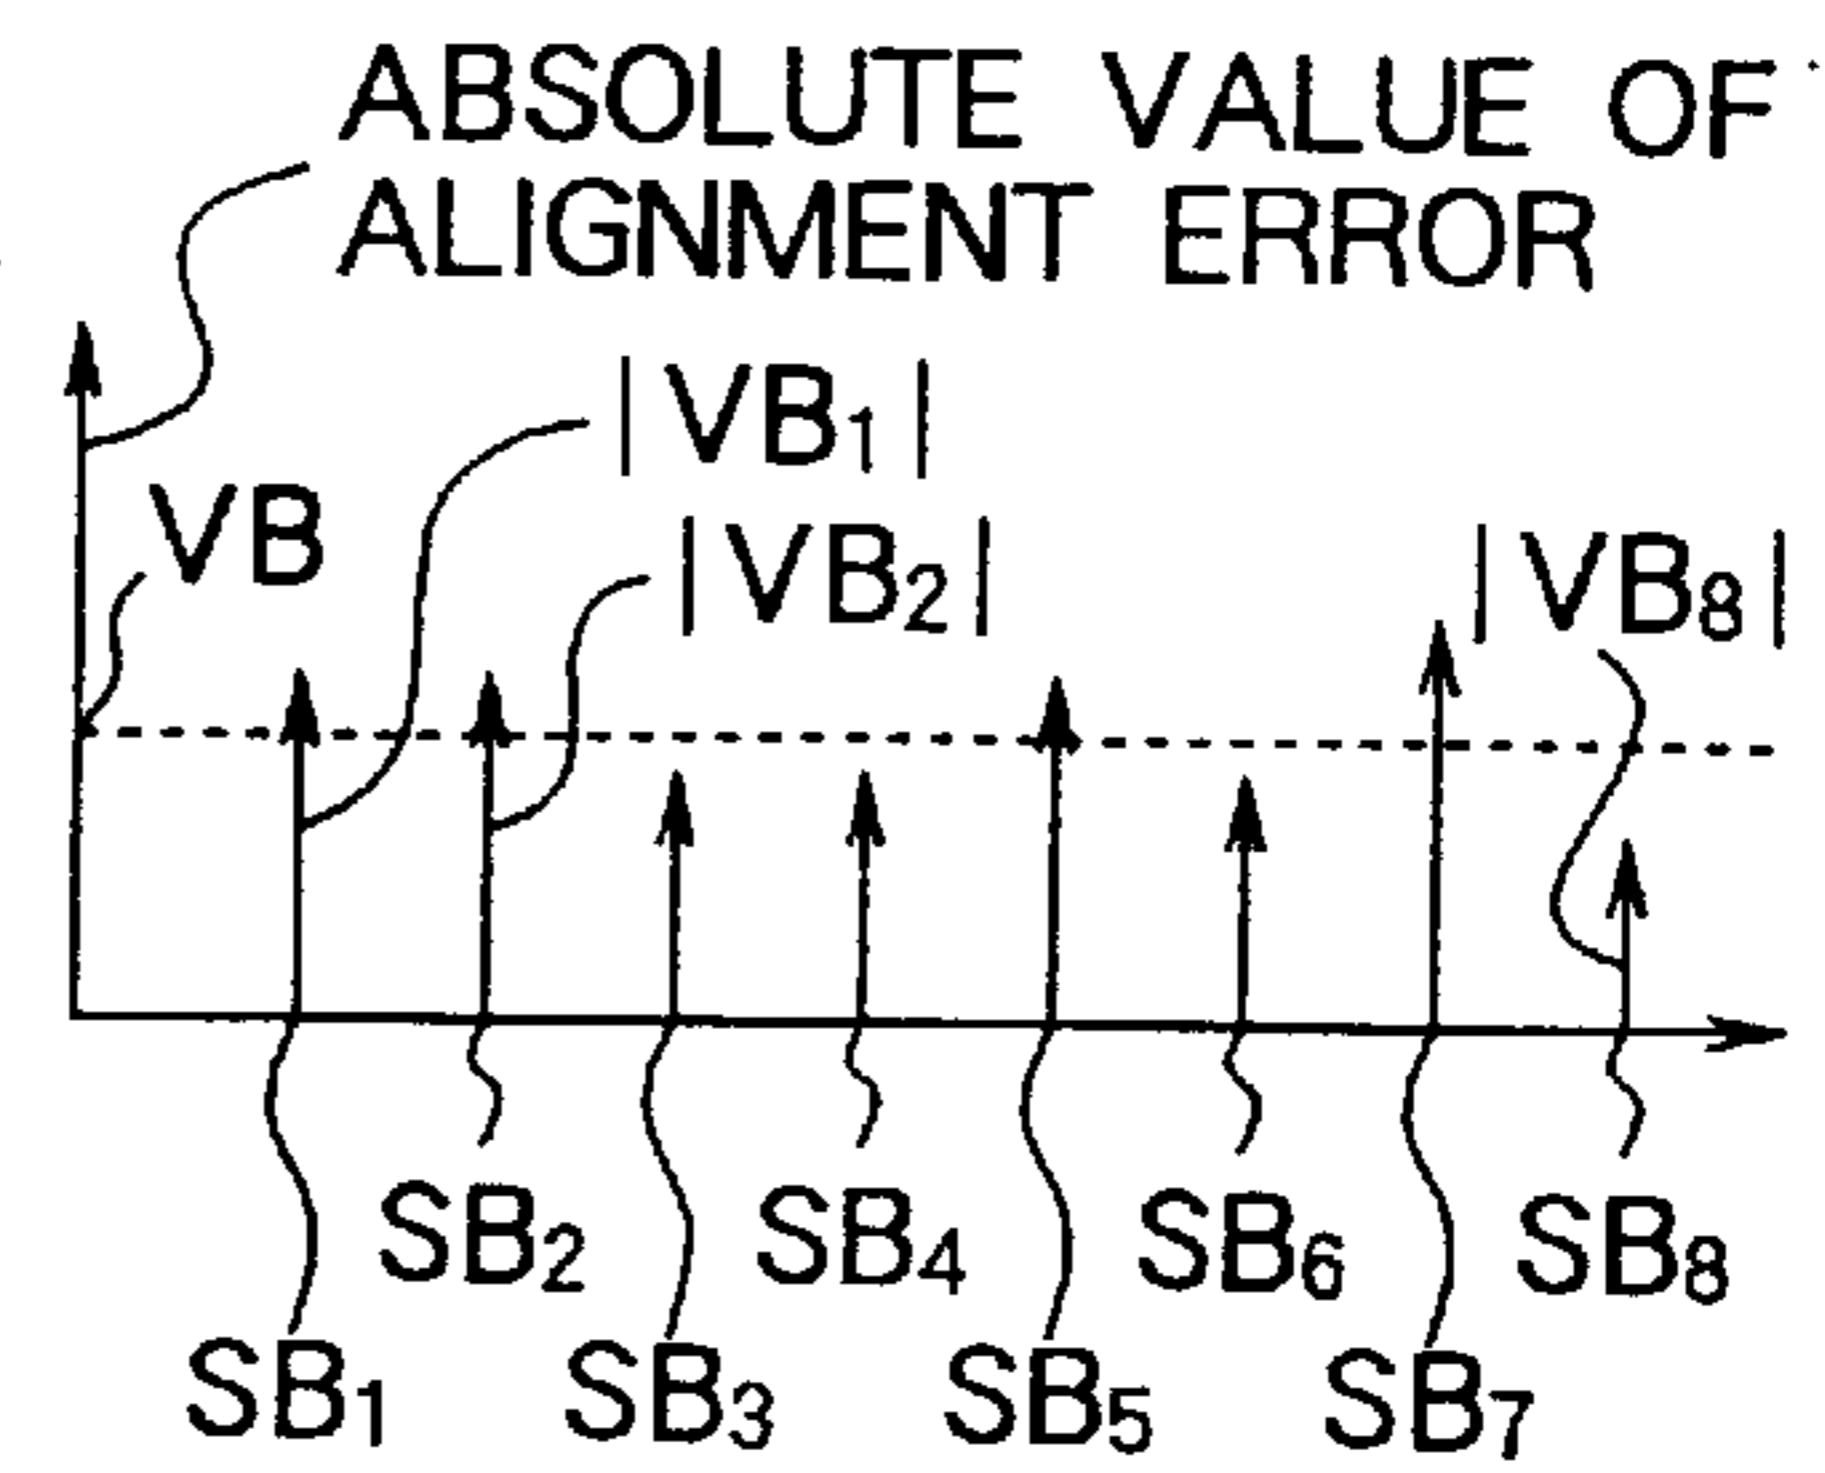 ABSOLUTE VALUE OF
ALIGNMENT ERROR
|VB1|
VB
|VB2|
|VB8|
SB2 SB4 SB6 SB8
SB1 SB3 SB5 SB7